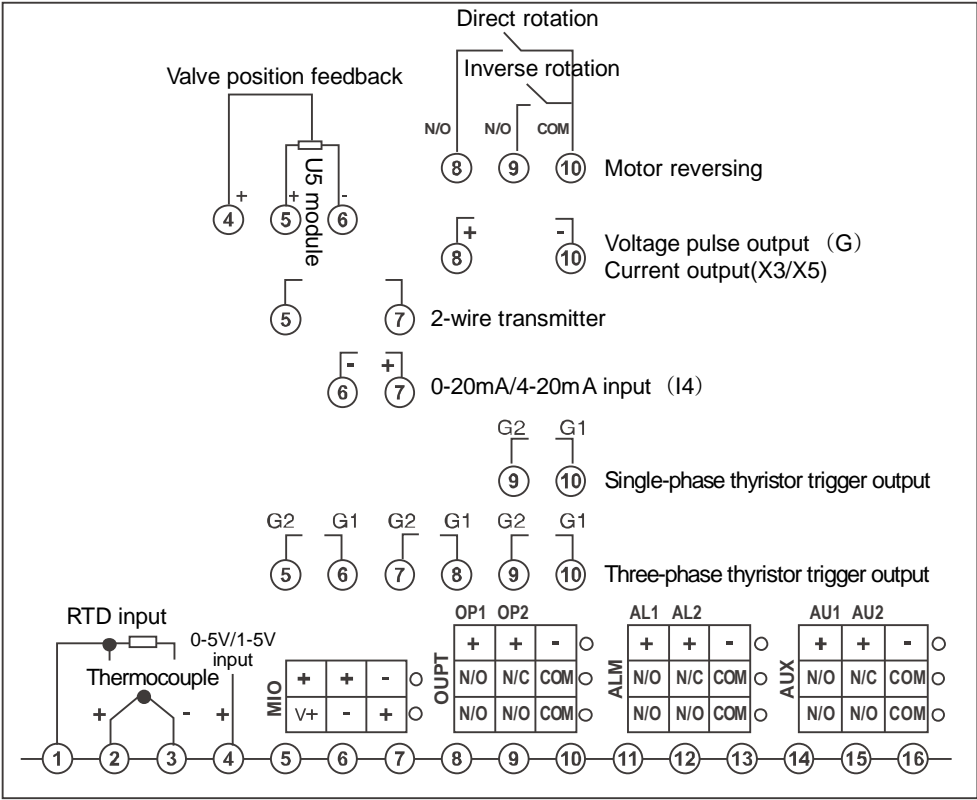 Direct rotation
Inverse rotation
Valve position feedback
N/O N/O COM
8 9 10 Motor reversing
+ + -
4 5 6
U5 module
+ -
8 10 Voltage pulse output （G）
Current output(X3/X5)
5 7 2-wire transmitter
- +
6 7 0-20mA/4-20mA input （I4）
G2 G1
9 10 Single-phase thyristor trigger output
G2 G1 G2 G1 G2 G1
5 6 7 8 9 10 Three-phase thyristor trigger output
RTD input
0-5V/1-5V
input
Thermocouple
+ - +
MIO
+ + -
V+ - +
OUPT
OP1 OP2
+ + -
N/O N/C COM
N/O N/O COM
ALM
AL1 AL2
+ + -
N/O N/C COM
N/O N/O COM
AUX
AU1 AU2
+ + -
N/O N/C COM
N/O N/O COM
1 2 3 4 5 6 7 8 9 10 11 12 13 14 15 16